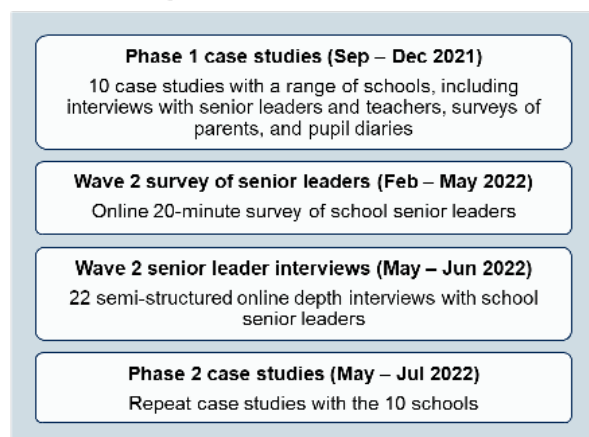 Phase 1 case studies (Sep – Dec 2021)
10 case studies with a range of schools, including
interviews with senior leaders and teachers, surveys of
parents, and pupil diaries
Wave 2 survey of senior leaders (Feb – May 2022)
Online 20-minute survey of school senior leaders
Wave 2 senior leader interviews (May – Jun 2022)
22 semi-structured online depth interviews with school
senior leaders
Phase 2 case studies (May – Jul 2022)
Repeat case studies with the 10 schools